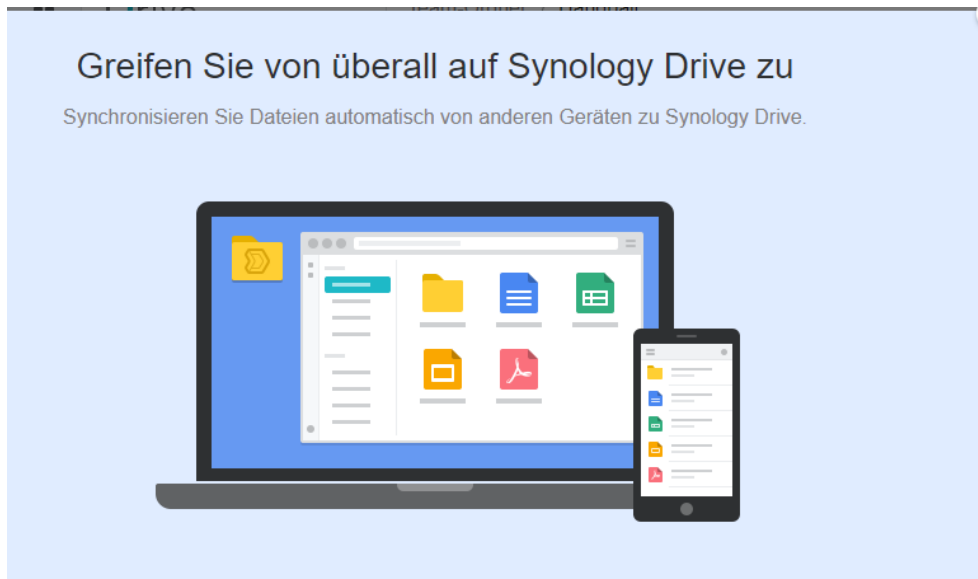 Greifen Sie von überall auf Synology Drive zu
Synchronisieren Sie Dateien automatisch von anderen Geräten zu Synology Drive.